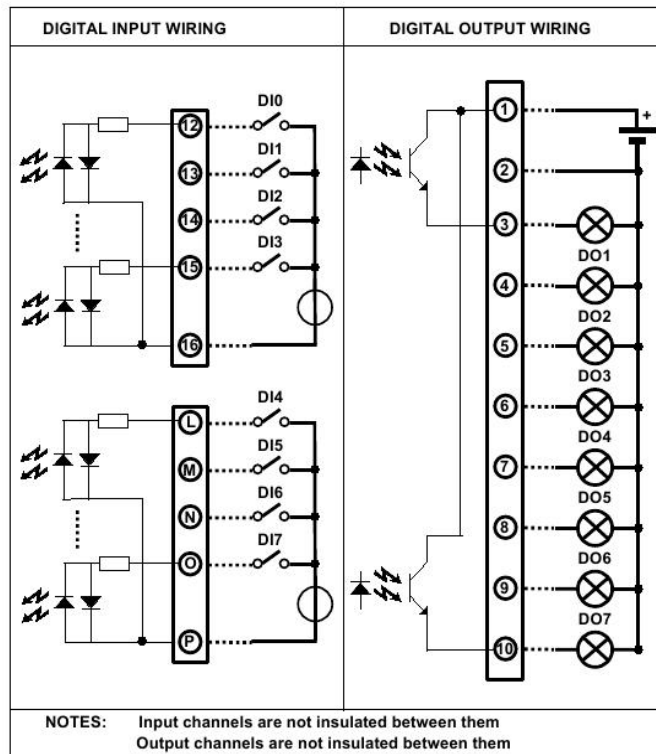 DIGITAL INPUT WIRING
DIGITAL OUTPUT WIRING
DI0
12
DI1
13
DI2
14
DI3
15
16
DI4
L
DI5
M
DI6
N
DI7
O
P
1
+
2
3
DO1
4
DO2
5
DO3
6
DO4
7
DO5
8
DO6
9
DO7
10
NOTES: Input channels are not insulated between them
Output channels are not insulated between them